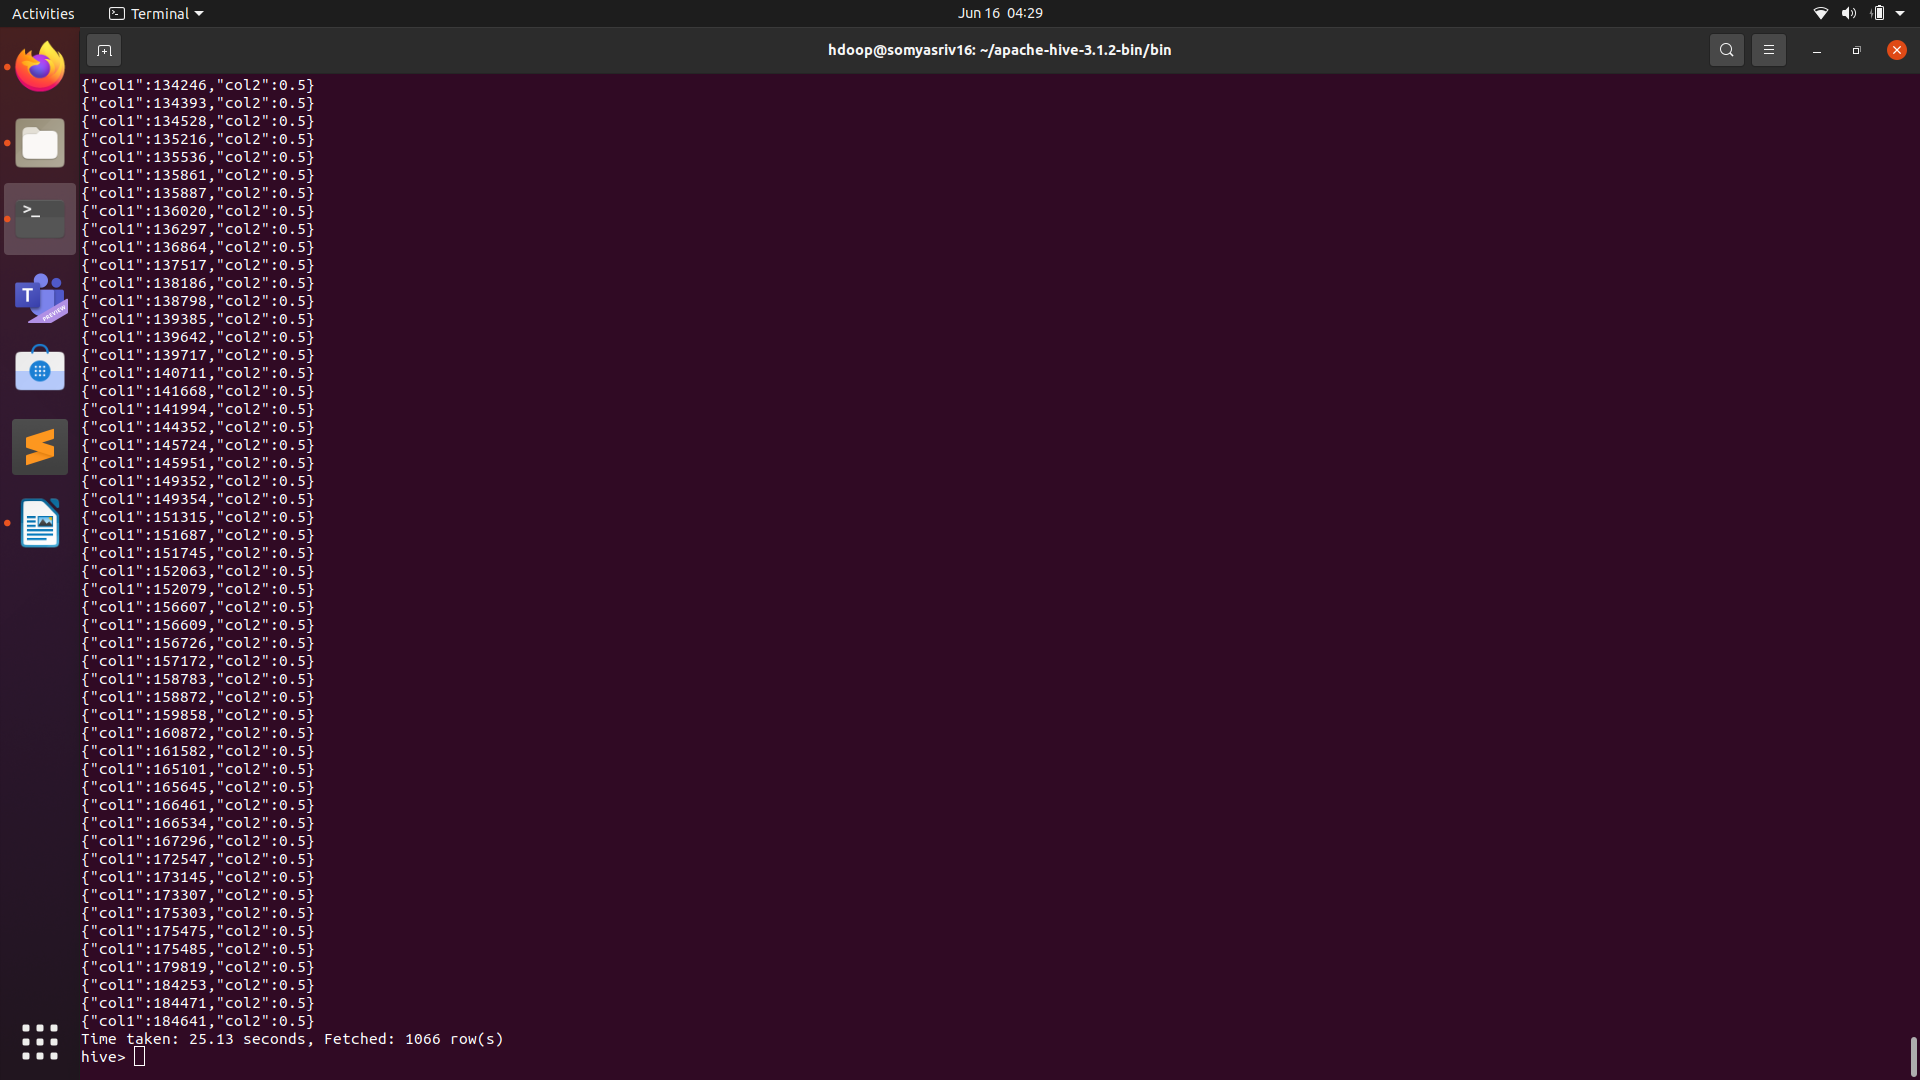 Activities
Terminal
Jun 16 04:29
hdoop@somyasriv16: ~/apache-hive-3.1.2-bin/bin
{"col1":134246,"col2":0.5}
{"col1":134393,"col2":0.5}
{"col1":134528,"col2":0.5}
{"col1":135216,"col2":0.5}
{"col1":135536,"col2":0.5}
{"col1":135861,"col2":0.5}
{"col1":135887,"col2":0.5}
{"col1":136020,"col2":0.5}
{"col1":136297,"col2":0.5}
{"col1":136864,"col2":0.5}
{"col1":137517,"col2":0.5}
{"col1":138186,"col2":0.5}
{"col1":138798,"col2":0.5}
{"col1":139385,"col2":0.5}
{"col1":139642,"col2":0.5}
{"col1":139717,"col2":0.5}
{"col1":140711,"col2":0.5}
{"col1":141668,"col2":0.5}
{"col1":141994,"col2":0.5}
{"col1":144352,"col2":0.5}
{"col1":145724,"col2":0.5}
{"col1":145951,"col2":0.5}
{"col1":149352,"col2":0.5}
{"col1":149354,"col2":0.5}
{"col1":151315,"col2":0.5}
{"col1":151687,"col2":0.5}
{"col1":151745,"col2":0.5}
{"col1":152063,"col2":0.5}
{"col1":152079,"col2":0.5}
{"col1":156607,"col2":0.5}
{"col1":156609,"col2":0.5}
{"col1":156726,"col2":0.5}
{"col1":157172,"col2":0.5}
{"col1":158783,"col2":0.5}
{"col1":158872,"col2":0.5}
{"col1":159858,"col2":0.5}
{"col1":160872,"col2":0.5}
{"col1":161582,"col2":0.5}
{"col1":165101,"col2":0.5}
{"col1":165645,"col2":0.5}
{"col1":166461,"col2":0.5}
{"col1":166534,"col2":0.5}
{"col1":167296,"col2":0.5}
{"col1":172547,"col2":0.5}
{"col1":173145,"col2":0.5}
{"col1":173307,"col2":0.5}
{"col1":175303,"col2":0.5}
{"col1":175475,"col2":0.5}
{"col1":175485,"col2":0.5}
{"col1":179819,"col2":0.5}
{"col1":184253,"col2":0.5}
{"col1":184471,"col2":0.5}
{"col1":184641,"col2":0.5}
Time taken: 25.13 seconds, Fetched: 1066 row(s)
hive>
>_
T
PREVIEW